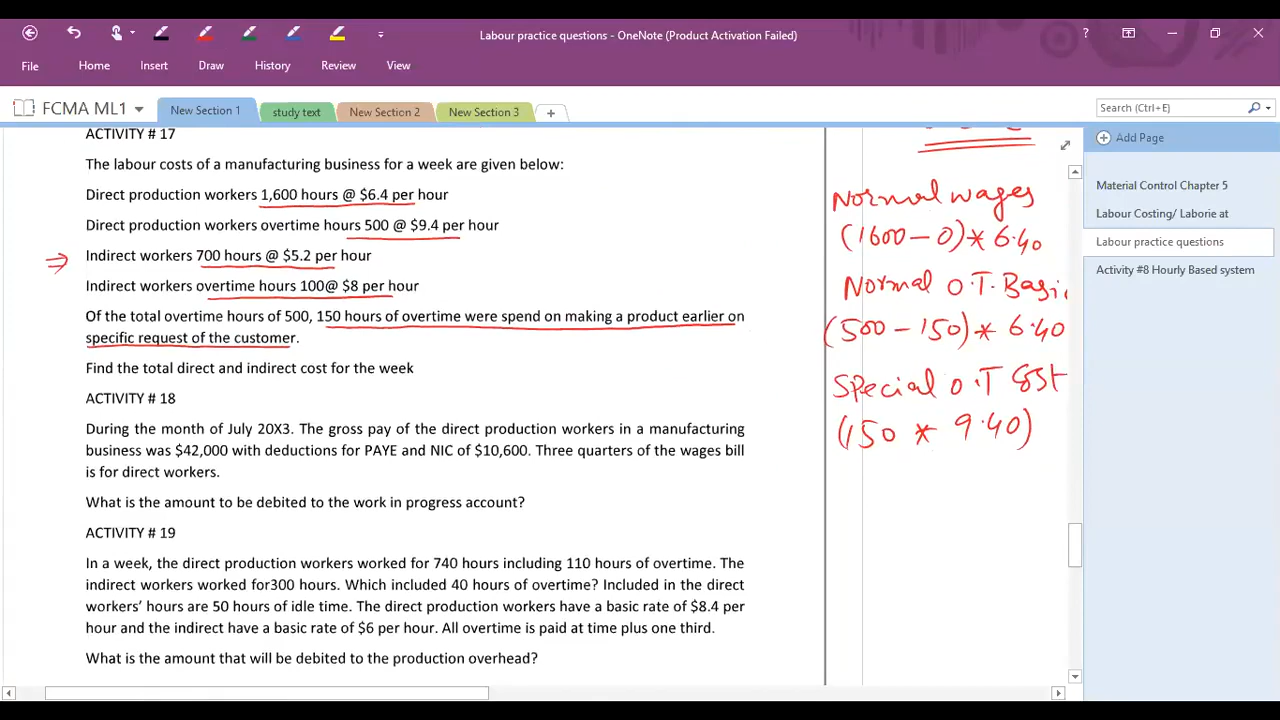 Labour practice questions - OneNote (Product Activation Failed)
File Home Insert Draw History Review View
FCMA ML1 New Section 1 study text New Section 2 New Section 3
Search (Ctrl+E)
Add Page
Material Control Chapter 5
Labour Costing/ Laborie at
Labour practice questions
Activity #8 Hourly Based system
ACTIVITY # 17
The labour costs of a manufacturing business for a week are given below:
Direct production workers 1,600 hours @ $6.4 per hour
Direct production workers overtime hours 500 @ $9.4 per hour
Indirect workers 700 hours @ $5.2 per hour
Indirect workers overtime hours 100@ $8 per hour
Of the total overtime hours of 500, 150 hours of overtime were spend on making a product earlier on
specific request of the customer.
Find the total direct and indirect cost for the week
ACTIVITY # 18
During the month of July 20X3. The gross pay of the direct production workers in a manufacturing
business was $42,000 with deductions for PAYE and NIC of $10,600. Three quarters of the wages bill
is for direct workers.
What is the amount to be debited to the work in progress account?
ACTIVITY # 19
In a week, the direct production workers worked for 740 hours including 110 hours of overtime. The
indirect workers worked for300 hours. Which included 40 hours of overtime? Included in the direct
workers' hours are 50 hours of idle time. The direct production workers have a basic rate of $8.4 per
hour and the indirect have a basic rate of $6 per hour. All overtime is paid at time plus one third.
What is the amount that will be debited to the production overhead?
Normal wages
(1600-0)* 6.40
Normal O.T. Basic
(500-150)* 6.40
Special O.T Cost
(150 * 9.40)